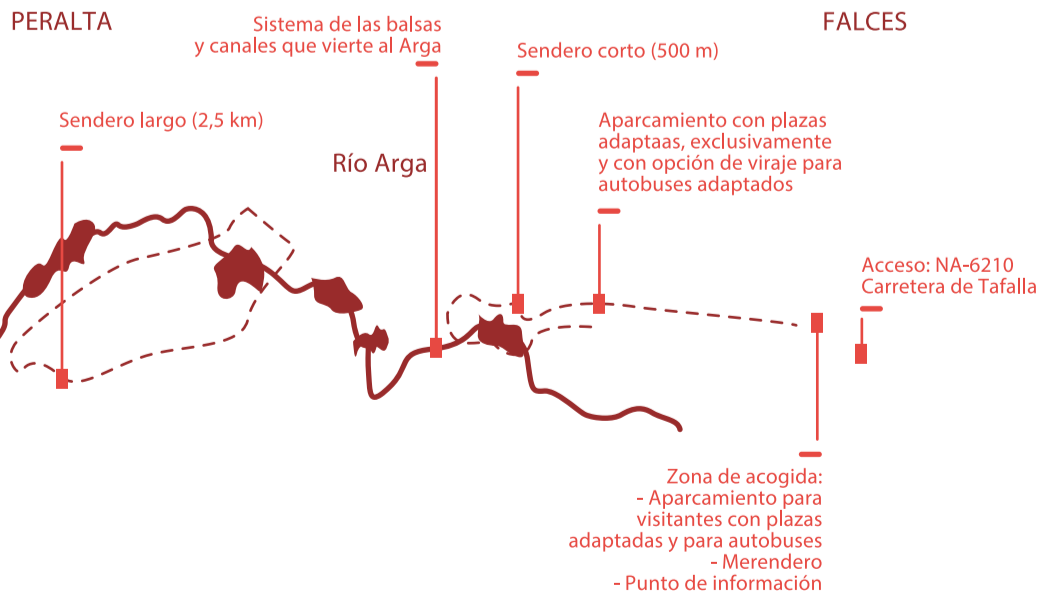 PERALTA
FALCES
Sistema de las balsas
y canales que vierte al Arga
Sendero corto (500 m)
Sendero largo (2,5 km)
Aparcamiento con plazas
adaptaas, exclusivamente
y con opción de viraje para
autobuses adaptados
Río Arga
Acceso: NA-6210
Carretera de Tafalla
Zona de acogida:
- Aparcamiento para
visitantes con plazas
adaptadas y para autobuses
- Merendero
- Punto de información